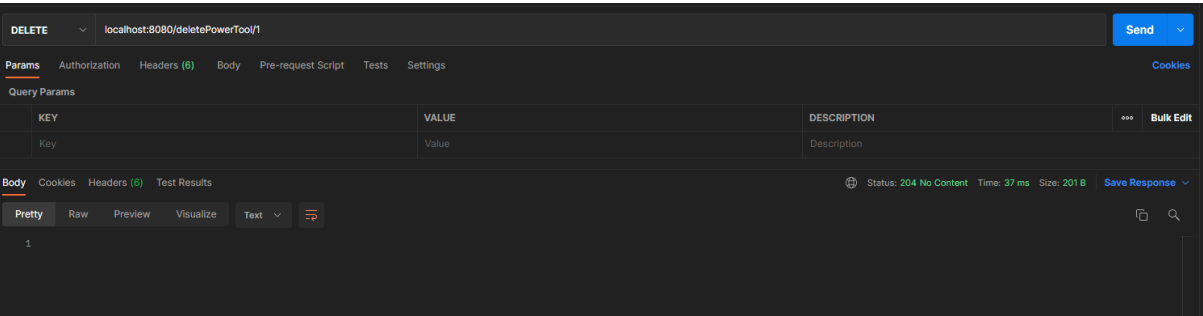 DELETE localhost:8080/deletePowerTool/1 Send
Params Authorization Headers (6) Body Pre-request Script Tests Settings Cookies
Query Params
KEY VALUE DESCRIPTION ooo Bulk Edit
Key Value Description
Body Cookies Headers (6) Test Results Status: 204 No Content Time: 37 ms Size: 201 B Save Response
Pretty Raw Preview Visualize Text
1